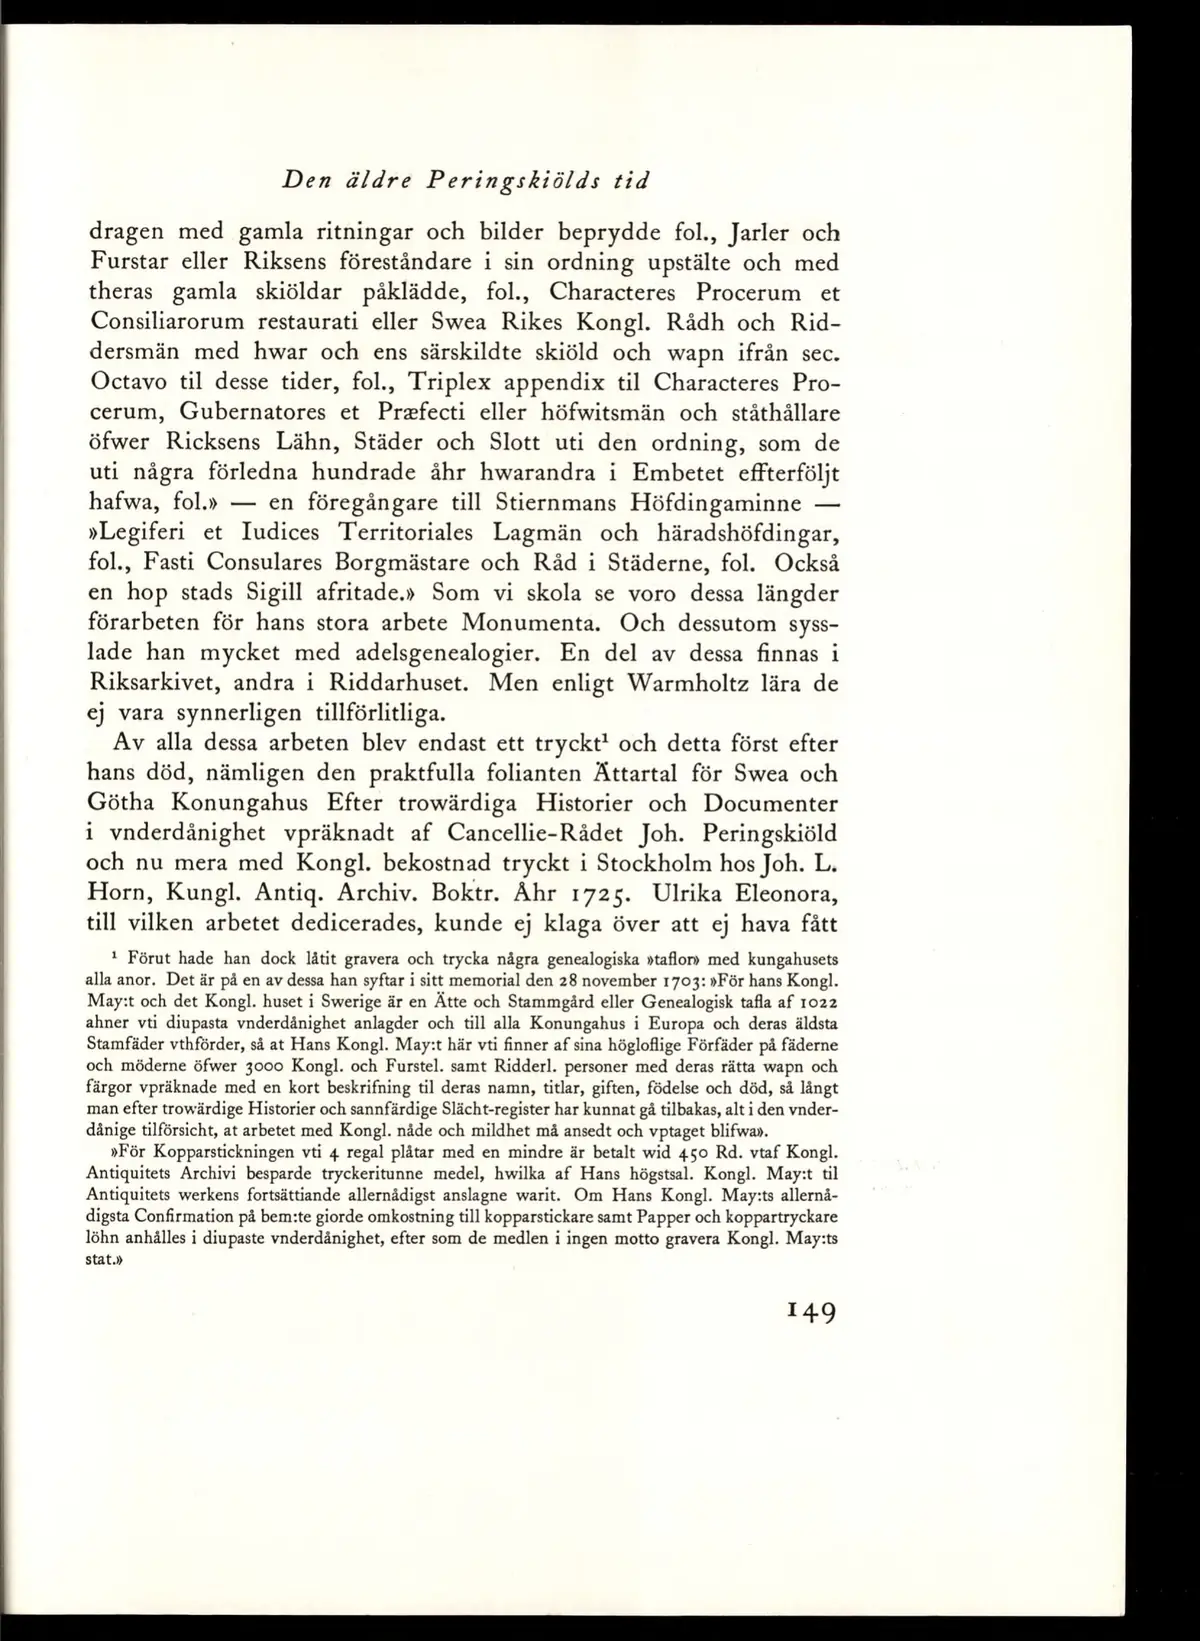 Den äldre Peringskiölds tid
dragen med gamla ritningar och bilder beprydde fol., Jarler och
Furstar eller Riksens föreståndare i sin ordning upstälte och med
theras gamla skiöldar påklädde, fol., Characteres Procerum et
Consiliarorum restaurati eller Swea Rikes Kongl. Rådh och Rid-
dersmän med hwar och ens särskildte skiöld och wapn ifrån sec.
Octavo til desse tider, fol., Triplex appendix til Characteres Pro-
cerum, Gubernatores et Præfecti eller höfwitsmän och ståthållare
öfwer Ricksens Lähn, Städer och Slott uti den ordning, som de
uti några förledna hundrade åhr hwarandra i Embetet effterföljt
hafwa, fol.» — en föregångare till Stiernmans Höfdingaminne —
»Legiferi et Iudices Territoriales Lagmän och häradshöfdingar,
fol., Fasti Consulares Borgmästare och Råd i Städerne, fol. Också
en hop stads Sigill afritade.» Som vi skola se voro dessa längder
förarbeten för hans stora arbete Monumenta. Och dessutom syss-
lade han mycket med adelsgenealogier. En del av dessa finnas i
Riksarkivet, andra i Riddarhuset. Men enligt Warmholtz lära de
ej vara synnerligen tillförlitliga.
Av alla dessa arbeten blev endast ett tryckt¹ och detta först efter
hans död, nämligen den praktfulla folianten Ättartal för Swea och
Götha Konungahus Efter trowärdiga Historier och Documenter
i vnderdånighet vpräknadt af Cancellie-Rådet Joh. Peringskiöld
och nu mera med Kongl. bekostnad tryckt i Stockholm hos Joh. L.
Horn, Kungl. Antiq. Archiv. Boktr. Åhr 1725. Ulrika Eleonora,
till vilken arbetet dedicerades, kunde ej klaga över att ej hava fått
¹ Förut hade han dock låtit gravera och trycka några genealogiska »taflor» med kungahusets
alla anor. Det är på en av dessa han syftar i sitt memorial den 28 november 1703: »För hans Kongl.
May:t och det Kongl. huset i Swerige är en Ätte och Stammgård eller Genealogisk tafla af 1022
ahner vti diupasta vnderdånighet anlagder och till alla Konungahus i Europa och deras äldsta
Stamfäder vthförder, så at Hans Kongl. May:t här vti finner af sina högloflige Förfäder på fäderne
och möderne öfwer 3000 Kongl. och Furstel. samt Ridderl. personer med deras rätta wapn och
färgor vpräknade med en kort beskrifning til deras namn, titlar, giften, födelse och död, så långt
man efter trowärdige Historier och sannfärdige Slächt-register har kunnat gå tilbakas, alt i den vnder-
dånige tilförsicht, at arbetet med Kongl. nåde och mildhet må ansedt och vptaget blifwa».
»För Kopparstickningen vti 4 regal plåtar med en mindre är betalt wid 450 Rd. vtaf Kongl.
Antiquitets Archivi besparde tryckeritunne medel, hwilka af Hans högstsal. Kongl. May:t til
Antiquitets werkens fortsättiande allernådigst anslagne warit. Om Hans Kongl. May:ts allernå-
digsta Confirmation på bem:te giorde omkostning till kopparstickare samt Papper och koppartryckare
löhn anhålles i diupaste vnderdånighet, efter som de medlen i ingen motto gravera Kongl. May:ts
stat.»
149